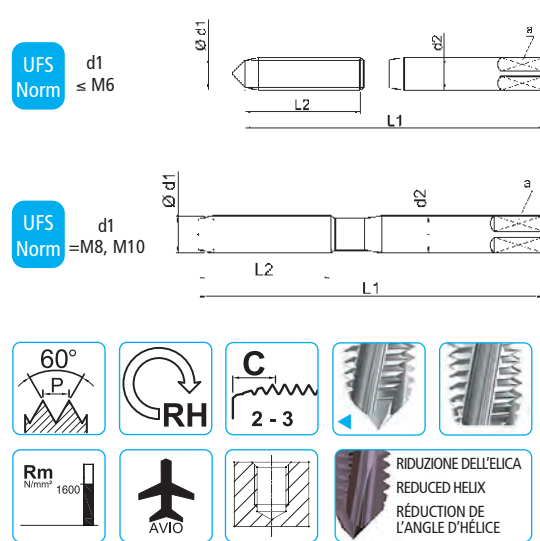 UFS
Norm
d1
≤ M6
Ø d1
d2
a
L2
L1
UFS
Norm
d1
=M8, M10
Ø d1
d2
a
L2
L1
60°
P
RH
C
2 - 3
Rm
N/mm²
1600
AVIO
RIDUZIONE DELL'ELICA
REDUCED HELIX
RÉDUCTION DE
L'ANGLE D'HÉLICE